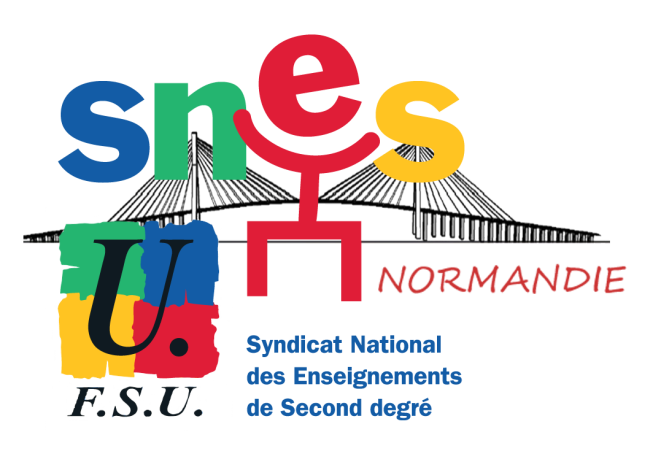 snes
NORMANDIE
U.
F.S.U.
Syndicat National
des Enseignements
de Second degré